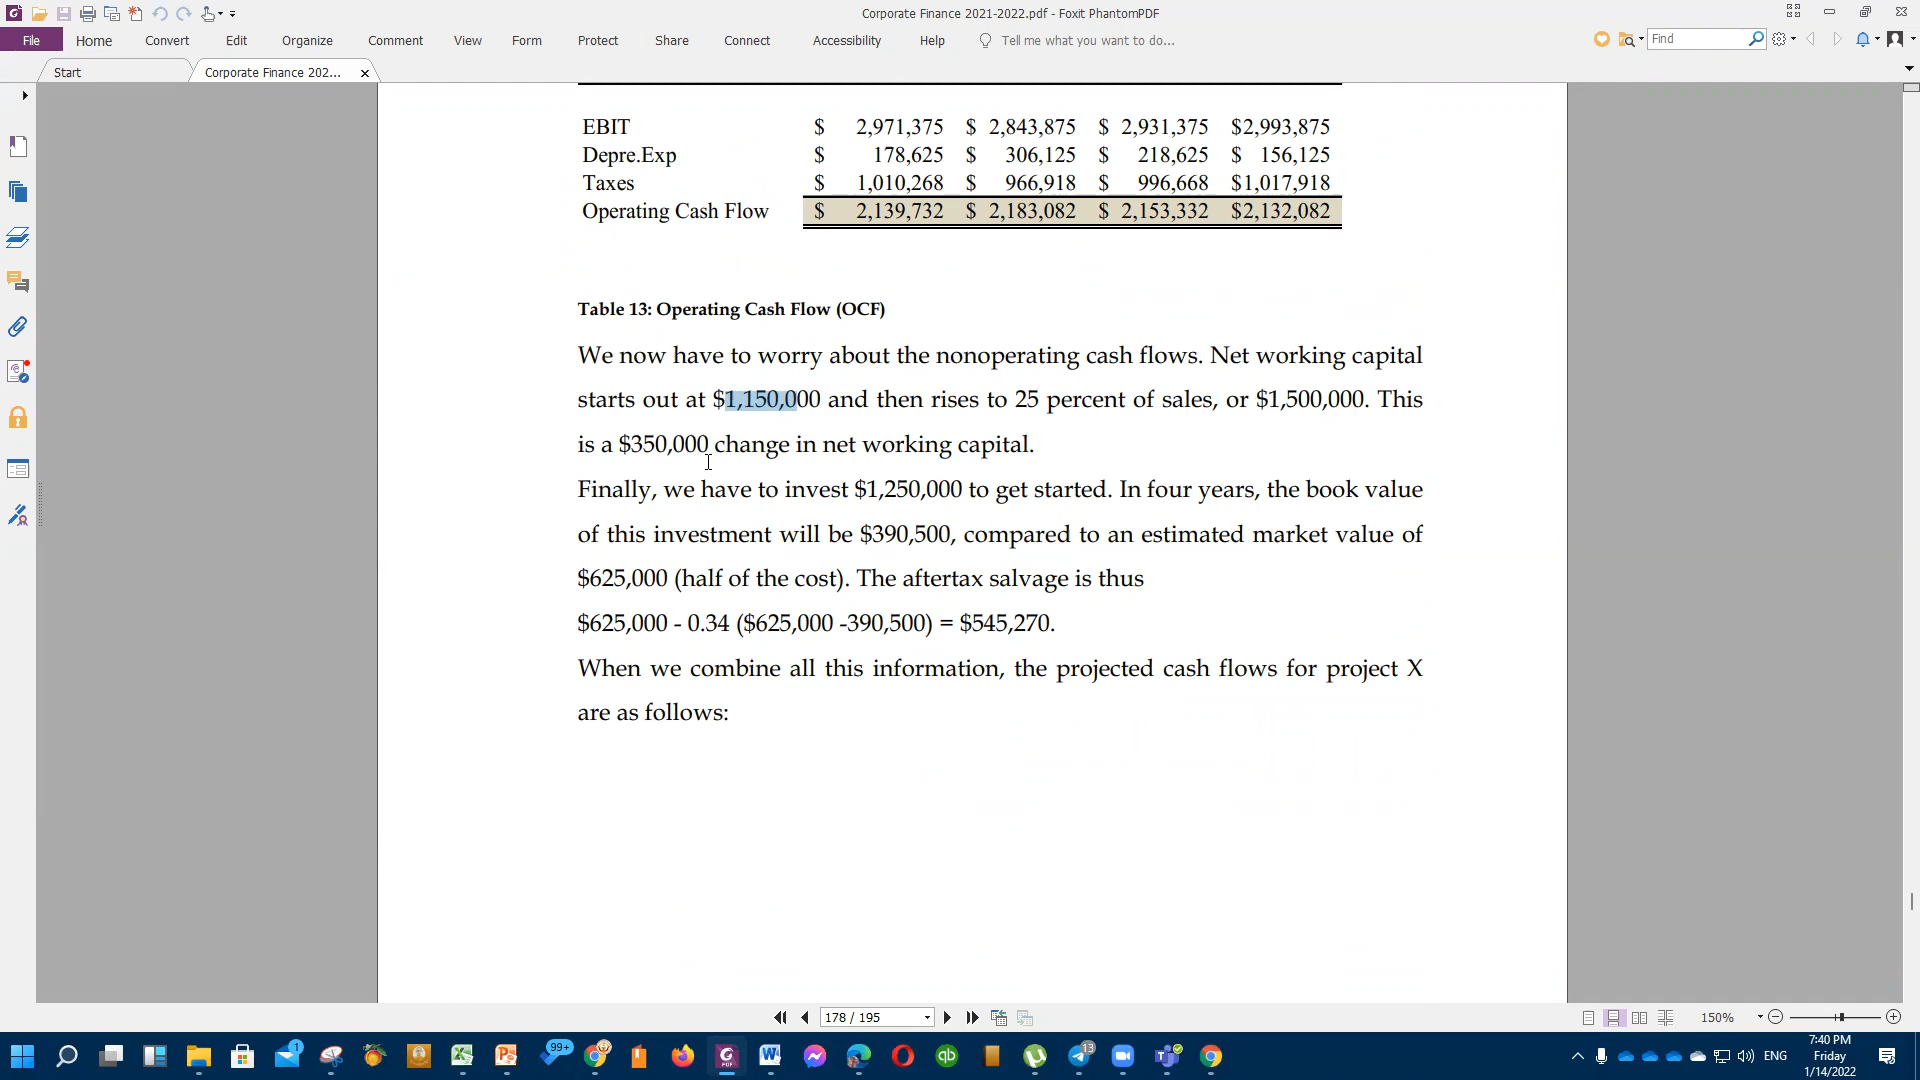 Corporate Finance 2021-2022.pdf - Foxit PhantomPDF
File Home Convert Edit Organize Comment View Form Protect Share Connect Accessibility Help Tell me what you want to do... Find
Start Corporate Finance 202...
EBIT $ 2,971,375 $ 2,843,875 $ 2,931,375 $2,993,875
Depre.Exp $ 178,625 $ 306,125 $ 218,625 $ 156,125
Taxes $ 1,010,268 $ 966,918 $ 996,668 $1,017,918
Operating Cash Flow $ 2,139,732 $ 2,183,082 $ 2,153,332 $2,132,082
Table 13: Operating Cash Flow (OCF)
We now have to worry about the nonoperating cash flows. Net working capital
starts out at $1,150,000 and then rises to 25 percent of sales, or $1,500,000. This
is a $350,000 change in net working capital.
Finally, we have to invest $1,250,000 to get started. In four years, the book value
of this investment will be $390,500, compared to an estimated market value of
$625,000 (half of the cost). The aftertax salvage is thus
$625,000 - 0.34 ($625,000 -390,500) = $545,270.
When we combine all this information, the projected cash flows for project X
are as follows:
178 / 195 150%
1 99+ 13 ENG 7:40 PM
Friday
1/14/2022